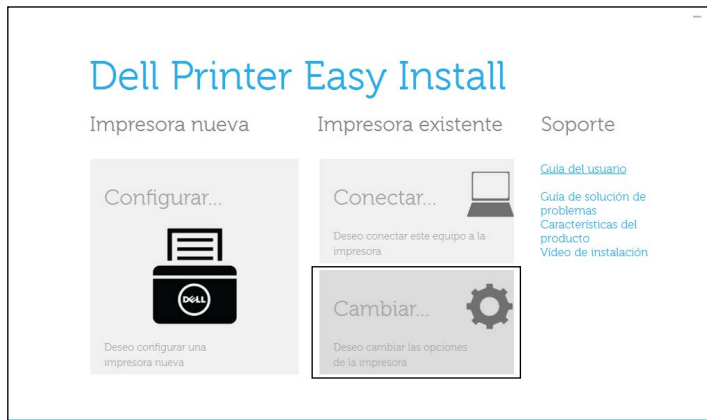 Dell Printer Easy Install
Impresora nueva
Configurar...
DELL
Deseo configurar una
impresora nueva
Impresora existente
Conectar...
Deseo conectar este equipo a la
impresora
Cambiar...
Deseo cambiar las opciones
de la impresora
Soporte
Guía del usuario
Guía de solución de
problemas
Características del
producto
Vídeo de instalación